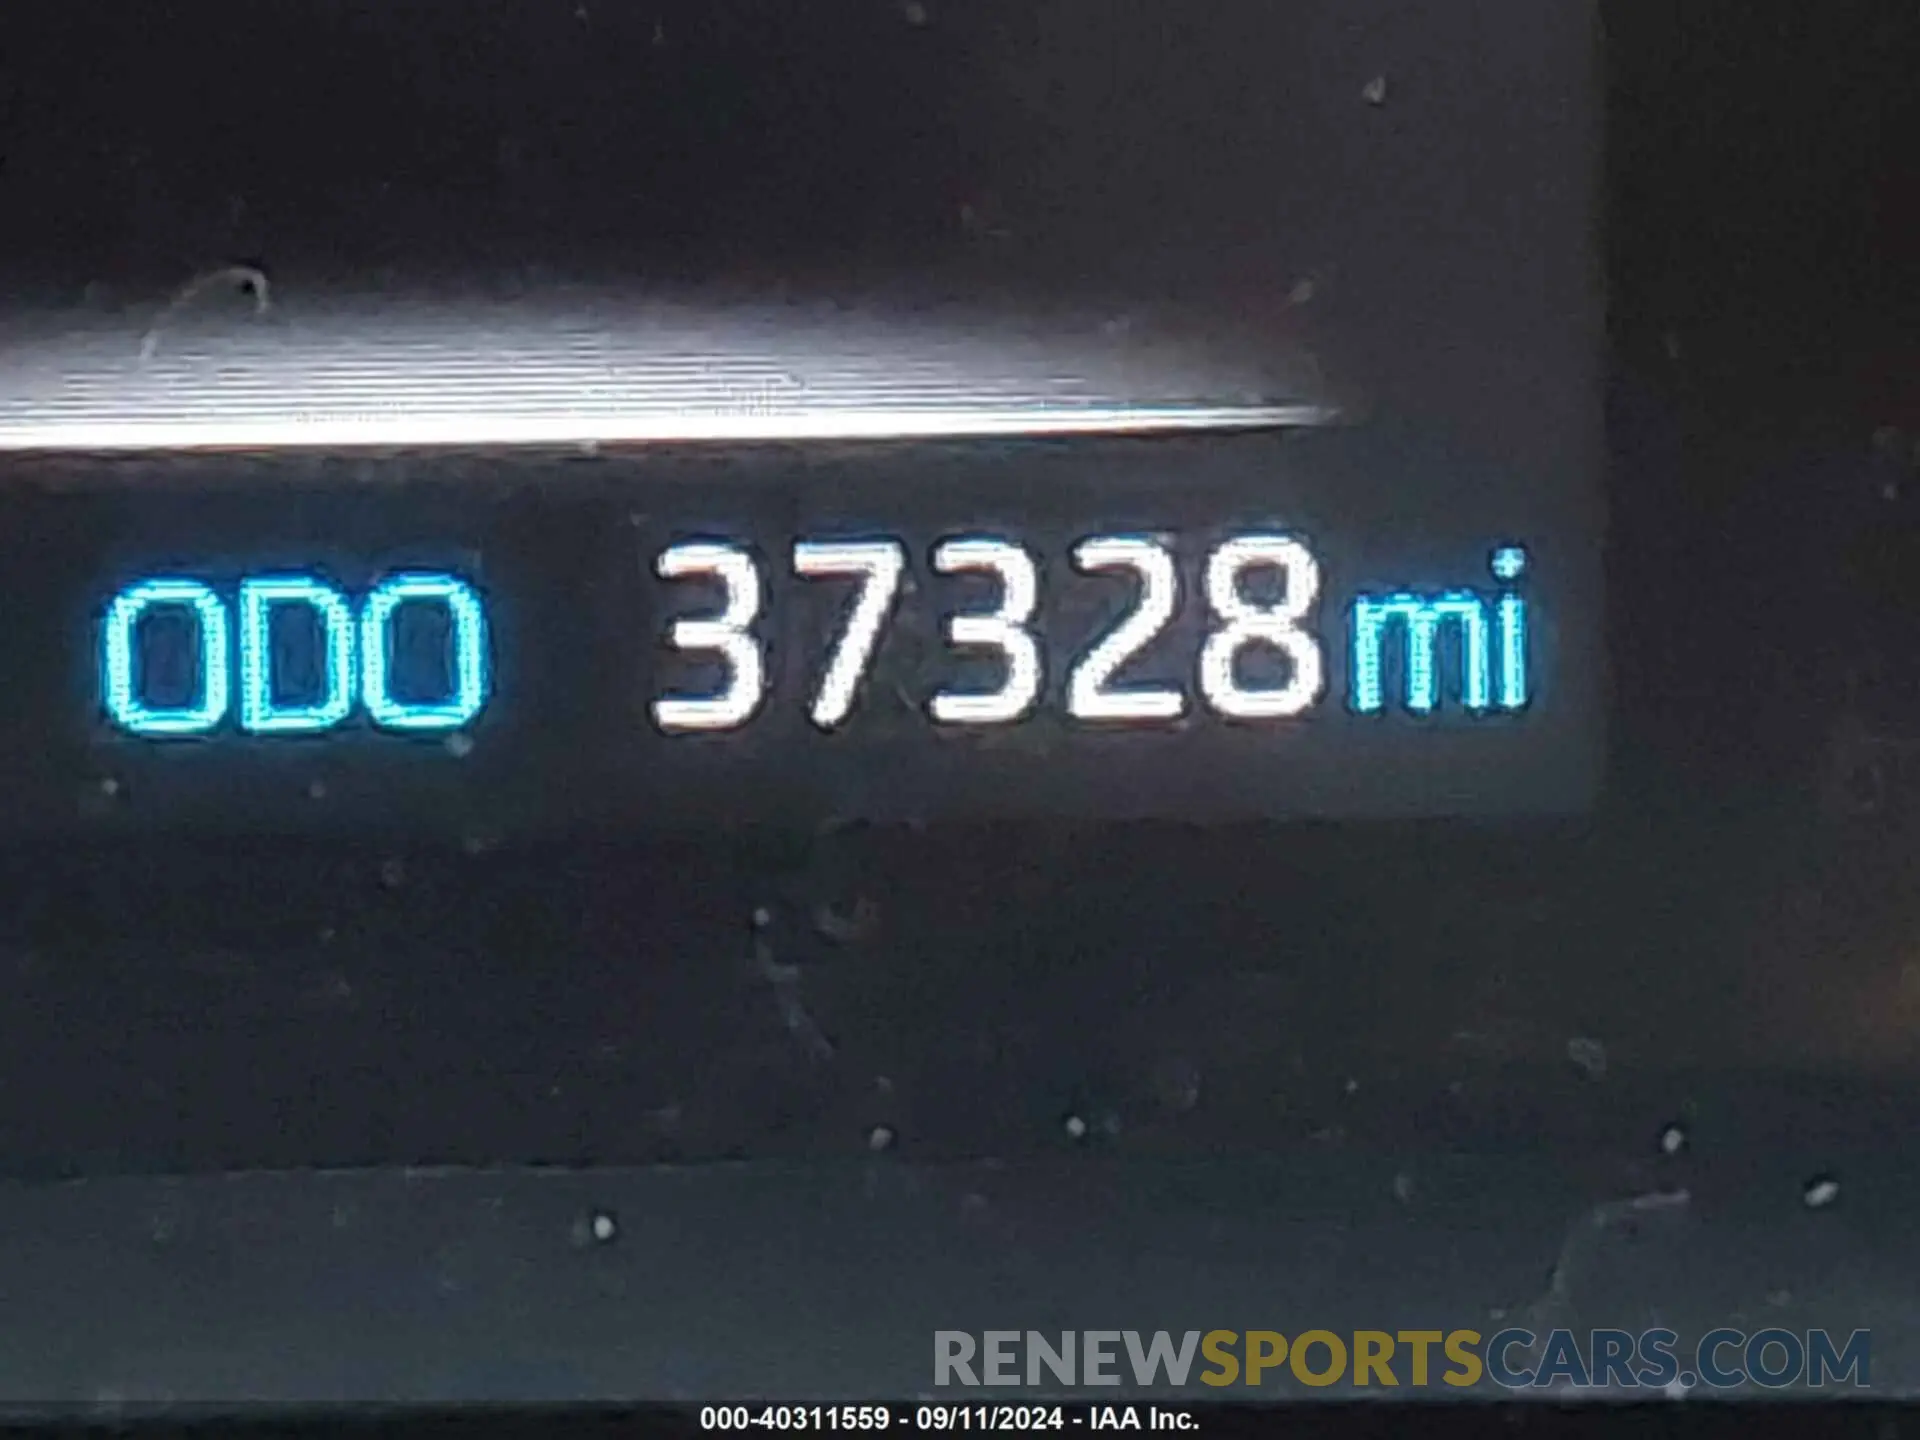 ODO 37328mi
RENEWSPORTSCARS.COM
000-40311559 - 09/11/2024 - IAA Inc.